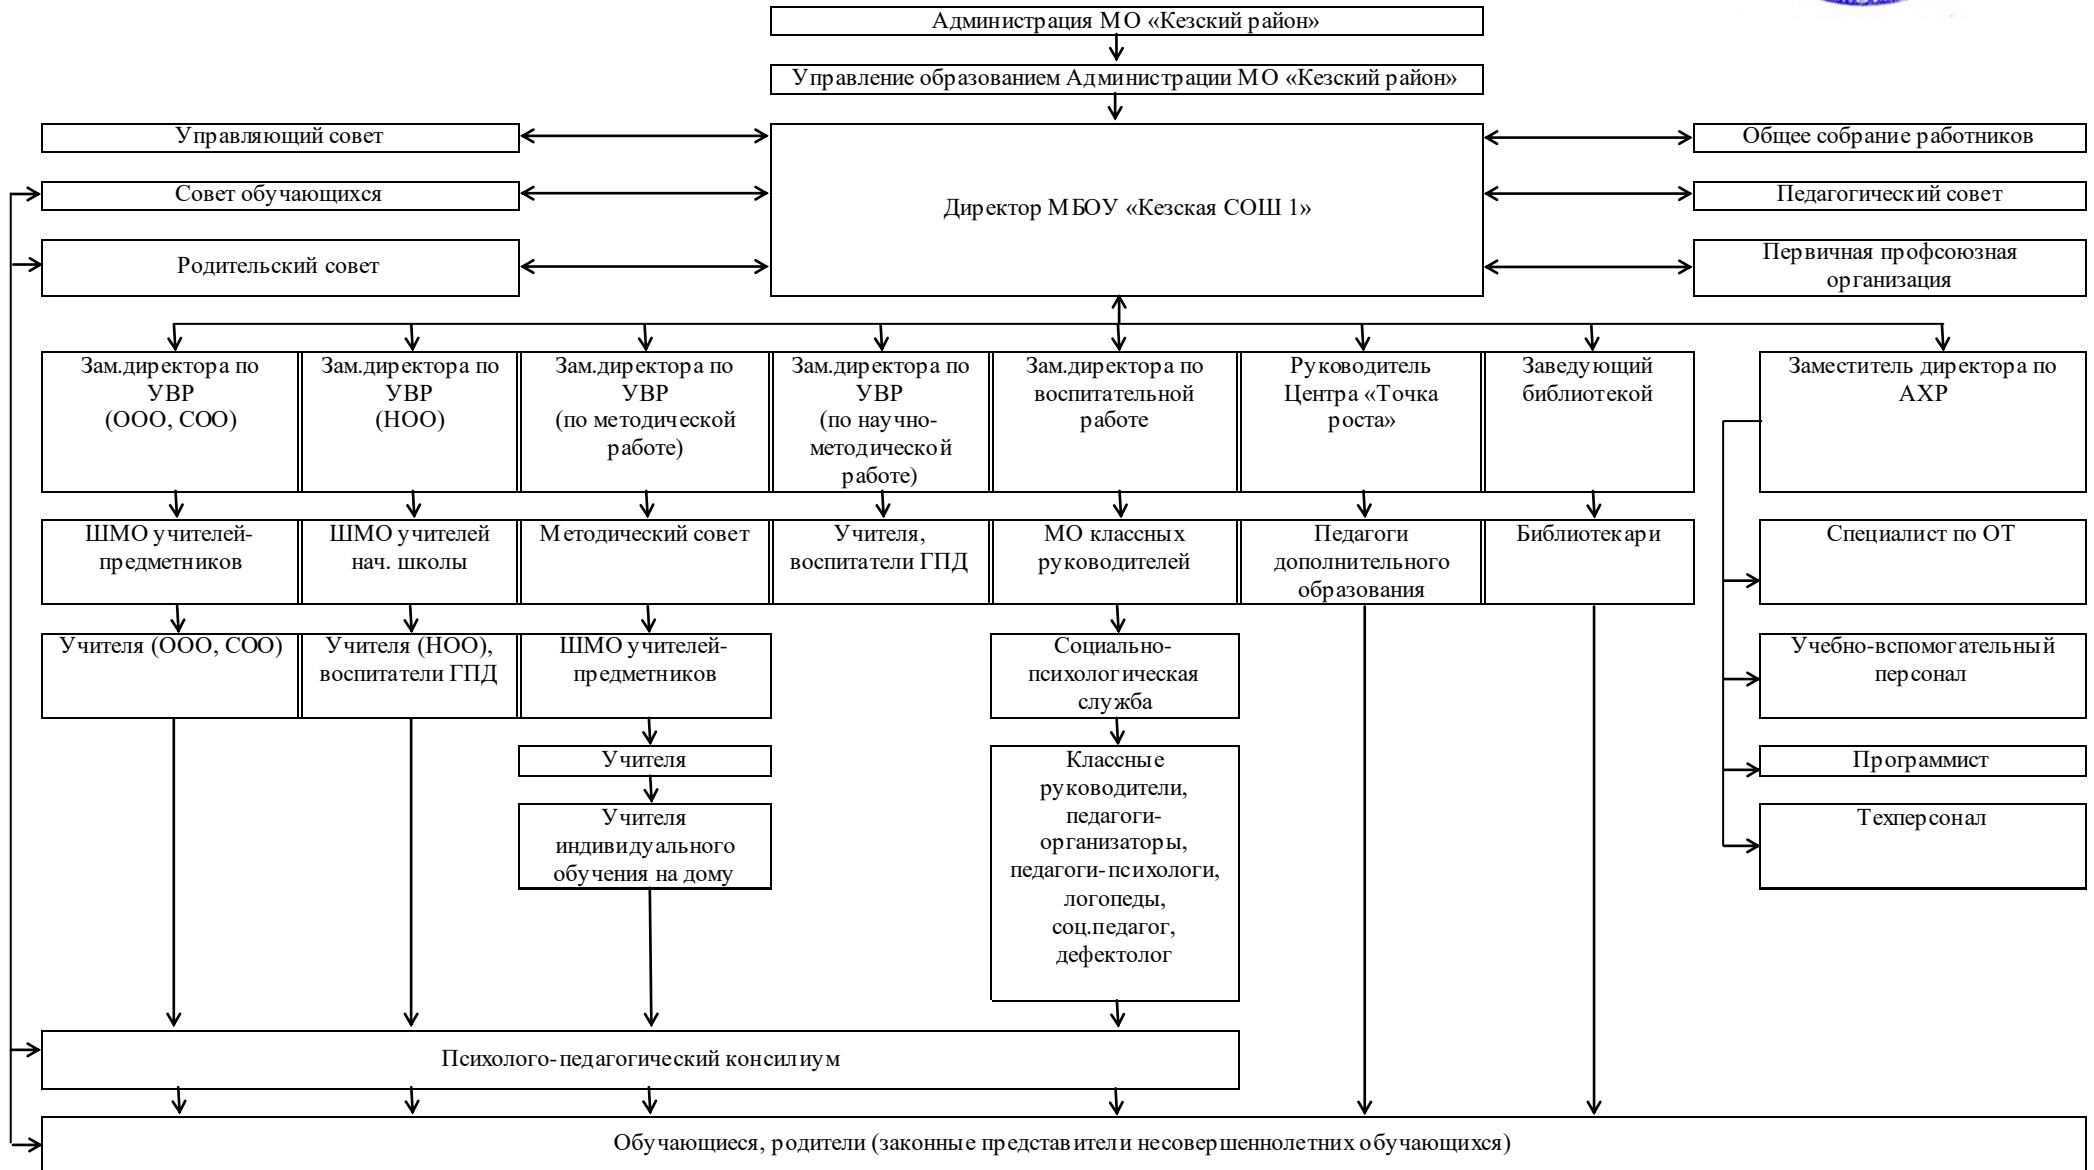 Администрация МО «Кезский район»
Управление образованием Администрации МО «Кезский район»
Управляющий совет
Общее собрание работников
Совет обучающихся
Директор МБОУ «Кезская СОШ 1»
Педагогический совет
Родительский совет
Первичная профсоюзная
организация
Зам.директора по
УВР
(ООО, СОО)
Зам.директора по
УВР
(НОО)
Зам.директора по
УВР
(по методической
работе)
Зам.директора по
УВР
(по научно-
методической
работе)
Зам.директора по
воспитательной
работе
Руководитель
Центра «Точка
роста»
Заведующий
библиотекой
Заместитель директора по
АХР
ШМО учителей-
предметников
ШМО учителей
нач. школы
Методический совет
Учителя,
воспитатели ГПД
МО классных
руководителей
Педагоги
дополнительного
образования
Библиотекари
Специалист по ОТ
Учителя (ООО, СОО)
Учителя (НОО),
воспитатели ГПД
ШМО учителей-
предметников
Социально-
психологическая
служба
Учебно-вспомогательный
персонал
Учителя
Классные
руководители,
педагоги-
организаторы,
педагоги-психологи,
логопеды,
соц.педагог,
дефектолог
Программист
Учителя
индивидуального
обучения на дому
Техперсонал
Психолого-педагогический консилиум
Обучающиеся, родители (законные представители несовершеннолетних обучающихся)